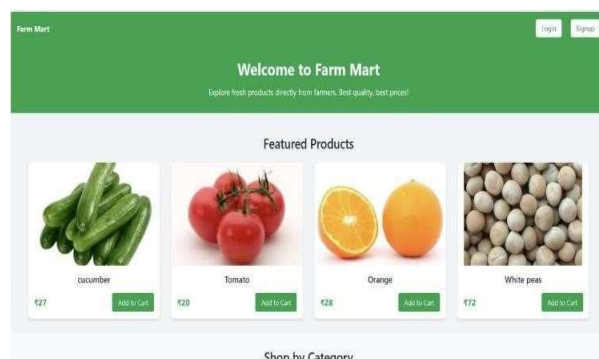 Farm Mart
Login
Signup
Welcome to Farm Mart
Explore fresh products directly from farmers. Best quality, best prices!
Featured Products
cucumber
Tomato
Orange
White peas
₹27
Add to Cart
₹20
Add to Cart
₹28
Add to Cart
₹72
Add to Cart
Shop by Category